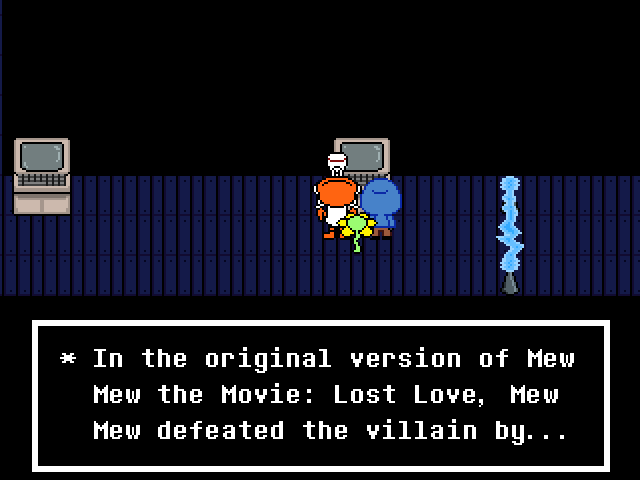 * In the original version of Mew
Mew the Movie: Lost Love, Mew
Mew defeated the villain by...